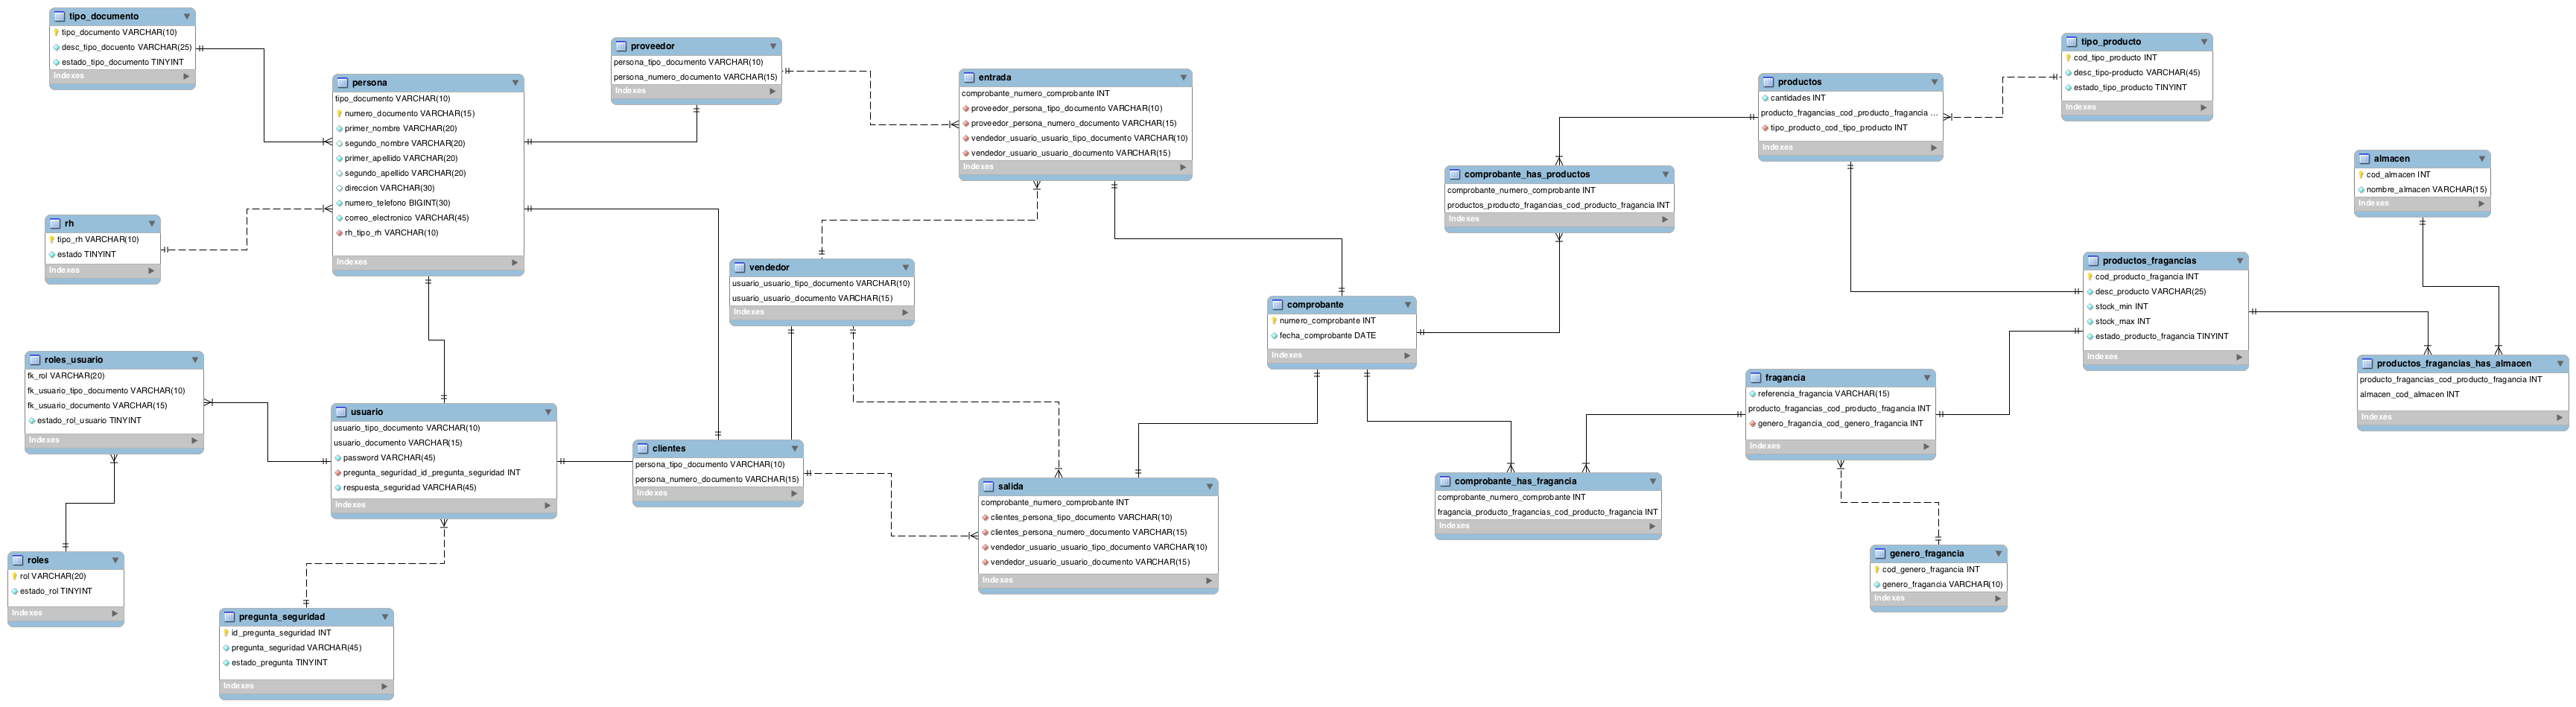 tipo_documento
tipo_documento VARCHAR(10)
desc_tipo_docuento VARCHAR(25)
estado_tipo_documento TINYINT
Indexes
persona
tipo_documento VARCHAR(10)
numero_documento VARCHAR(15)
primer_nombre VARCHAR(20)
segundo_nombre VARCHAR(20)
primer_apellido VARCHAR(20)
segundo_apellido VARCHAR(20)
direccion VARCHAR(30)
numero_telefono BIGINT(30)
correo_electronico VARCHAR(45)
rh_tipo_rh VARCHAR(10)
Indexes
rh
tipo_rh VARCHAR(10)
estado TINYINT
Indexes
roles_usuario
fk_rol VARCHAR(20)
fk_usuario_tipo_documento VARCHAR(10)
fk_usuario_documento VARCHAR(15)
estado_rol_usuario TINYINT
Indexes
usuario
usuario_tipo_documento VARCHAR(10)
usuario_documento VARCHAR(15)
password VARCHAR(45)
pregunta_seguridad_id_pregunta_seguridad INT
respuesta_seguridad VARCHAR(45)
Indexes
roles
rol VARCHAR(20)
estado_rol TINYINT
Indexes
pregunta_seguridad
id_pregunta_seguridad INT
pregunta_seguridad VARCHAR(45)
estado_pregunta TINYINT
Indexes
proveedor
persona_tipo_documento VARCHAR(10)
persona_numero_documento VARCHAR(15)
Indexes
entrada
comprobante_numero_comprobante INT
proveedor_persona_tipo_documento VARCHAR(10)
proveedor_persona_numero_documento VARCHAR(15)
vendedor_usuario_usuario_tipo_documento VARCHAR(10)
vendedor_usuario_usuario_documento VARCHAR(15)
Indexes
vendedor
usuario_usuario_tipo_documento VARCHAR(10)
usuario_usuario_documento VARCHAR(15)
Indexes
clientes
persona_tipo_documento VARCHAR(10)
persona_numero_documento VARCHAR(15)
Indexes
salida
comprobante_numero_comprobante INT
clientes_persona_tipo_documento VARCHAR(10)
clientes_persona_numero_documento VARCHAR(15)
vendedor_usuario_usuario_tipo_documento VARCHAR(10)
vendedor_usuario_usuario_documento VARCHAR(15)
Indexes
comprobante
numero_comprobante INT
fecha_comprobante DATE
Indexes
comprobante_has_productos
comprobante_numero_comprobante INT
productos_producto_fragancias_cod_producto_fragancia INT
Indexes
comprobante_has_fragancia
comprobante_numero_comprobante INT
fragancia_producto_fragancias_cod_producto_fragancia INT
Indexes
productos
cantidades INT
producto_fragancias_cod_producto_fragancia ...
tipo_producto_cod_tipo_producto INT
Indexes
tipo_producto
cod_tipo_producto INT
desc_tipo-producto VARCHAR(45)
estado_tipo_producto TINYINT
Indexes
almacen
cod_almacen INT
nombre_almacen VARCHAR(15)
Indexes
productos_fragancias
cod_producto_fragancia INT
desc_producto VARCHAR(25)
stock_min INT
stock_max INT
estado_producto_fragancia TINYINT
Indexes
fragancia
referencia_fragancia VARCHAR(15)
producto_fragancias_cod_producto_fragancia INT
genero_fragancia_cod_genero_fragancia INT
Indexes
productos_fragancias_has_almacen
producto_fragancias_cod_producto_fragancia INT
almacen_cod_almacen INT
Indexes
genero_fragancia
cod_genero_fragancia INT
genero_fragancia VARCHAR(10)
Indexes